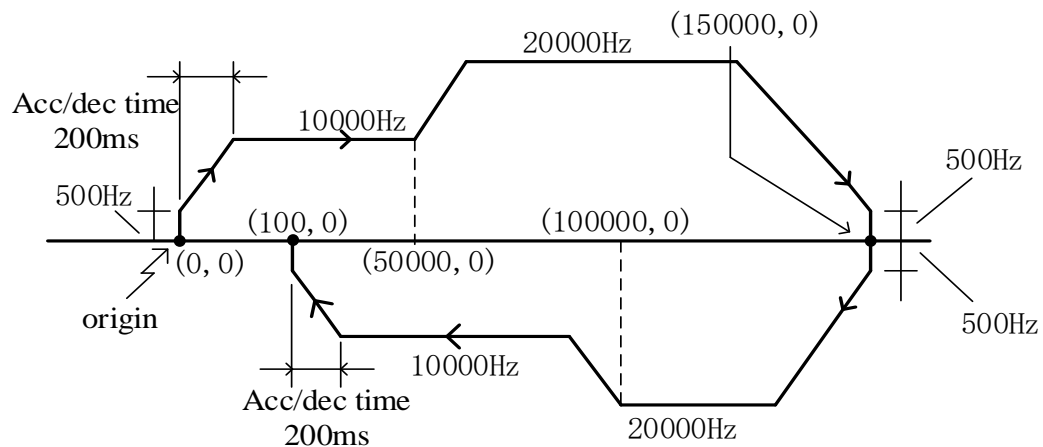 20000Hz
(150000,0)
Acc/dec time
200ms
10000Hz
500Hz
500Hz
(100,0)
(100000,0)
(0,0)
(50000,0)
origin
500Hz
10000Hz
Acc/dec time
200ms
20000Hz